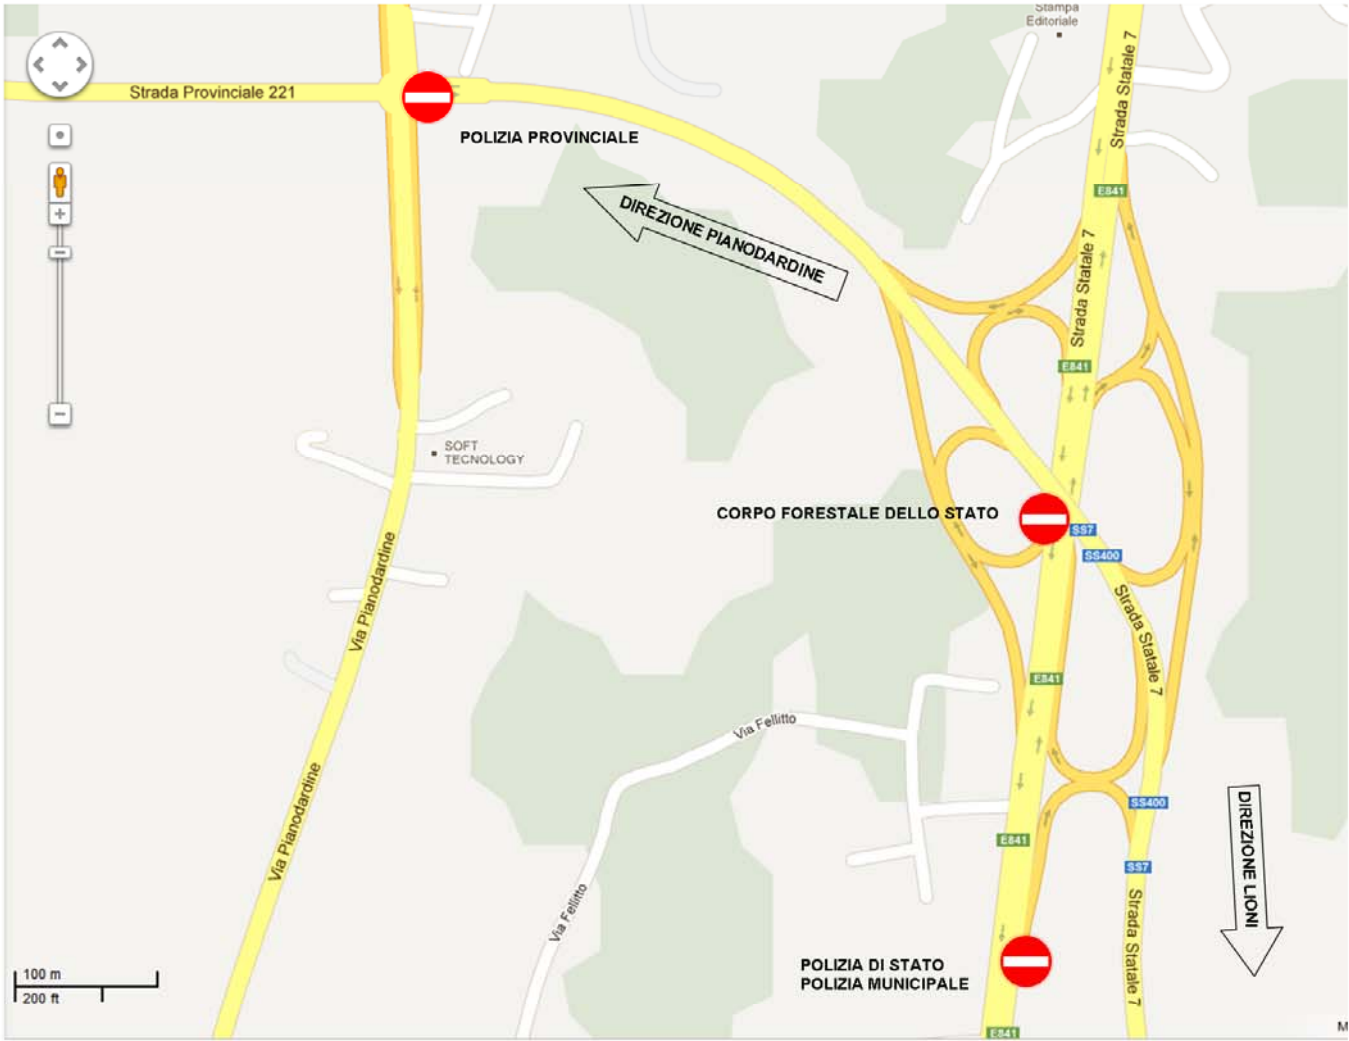 Stampa
Editoriale
Strada Statale 7
Strada Provinciale 221
POLIZIA PROVINCIALE
E841
DIREZIONE PIANODARDINE
Strada Statale 7
E841
SOFT
TECNOLOGY
CORPO FORESTALE DELLO STATO
SS7
SS400
Via Pianodardine
Strada Statale 7
E841
Via Fellitto
Via Pianodardine
SS400
DIREZIONE LIONI
E841
SS7
Via Fellitto
Strada Statale 7
POLIZIA DI STATO
POLIZIA MUNICIPALE
100 m
200 ft
E841
M